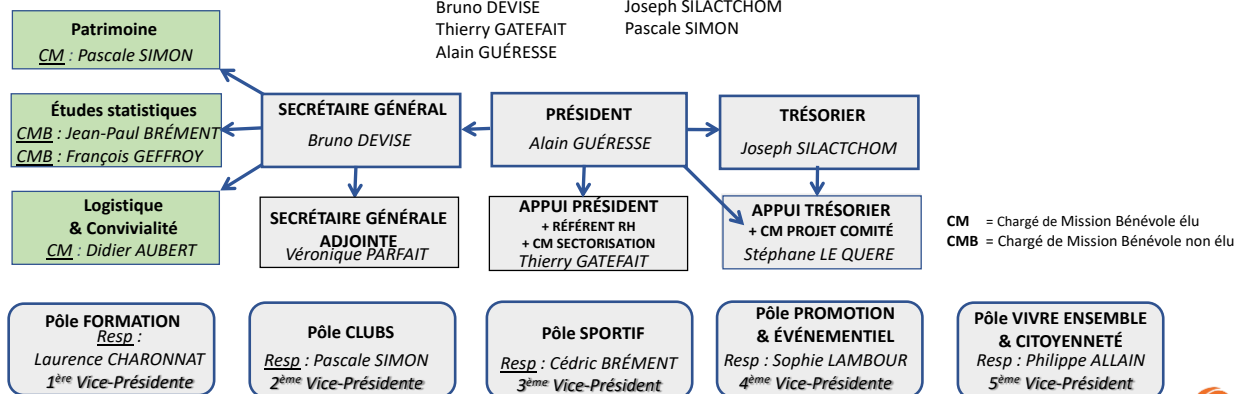 Bruno DEVISE
Thierry GATEFAIT
Alain GUÉRESSE
Joseph SILACTCHOM
Pascale SIMON
Patrimoine
CM : Pascale SIMON
Études statistiques
CMB : Jean-Paul BRÉMENT
CMB : François GEFFROY
Logistique
& Convivialité
CM : Didier AUBERT
SECRÉTAIRE GÉNÉRAL
Bruno DEVISE
PRÉSIDENT
Alain GUÉRESSE
TRÉSORIER
Joseph SILACTCHOM
SECRÉTAIRE GÉNÉRALE
ADJOINTE
Véronique PARFAIT
APPUI PRÉSIDENT
+ RÉFÉRENT RH
+ CM SECTORISATION
Thierry GATEFAIT
APPUI TRÉSORIER
+ CM PROJET COMITÉ
Stéphane LE QUERE
CM = Chargé de Mission Bénévole élu
CMB = Chargé de Mission Bénévole non élu
Pôle FORMATION
Resp :
Laurence CHARONNAT
1ère Vice-Présidente
Pôle CLUBS
Resp : Pascale SIMON
2ème Vice-Présidente
Pôle SPORTIF
Resp : Cédric BRÉMENT
3ème Vice-Président
Pôle PROMOTION
& ÉVÉNEMENTIEL
Resp : Sophie LAMBOUR
4ème Vice-Présidente
Pôle VIVRE ENSEMBLE
& CITOYENNETÉ
Resp : Philippe ALLAIN
5ème Vice-Président